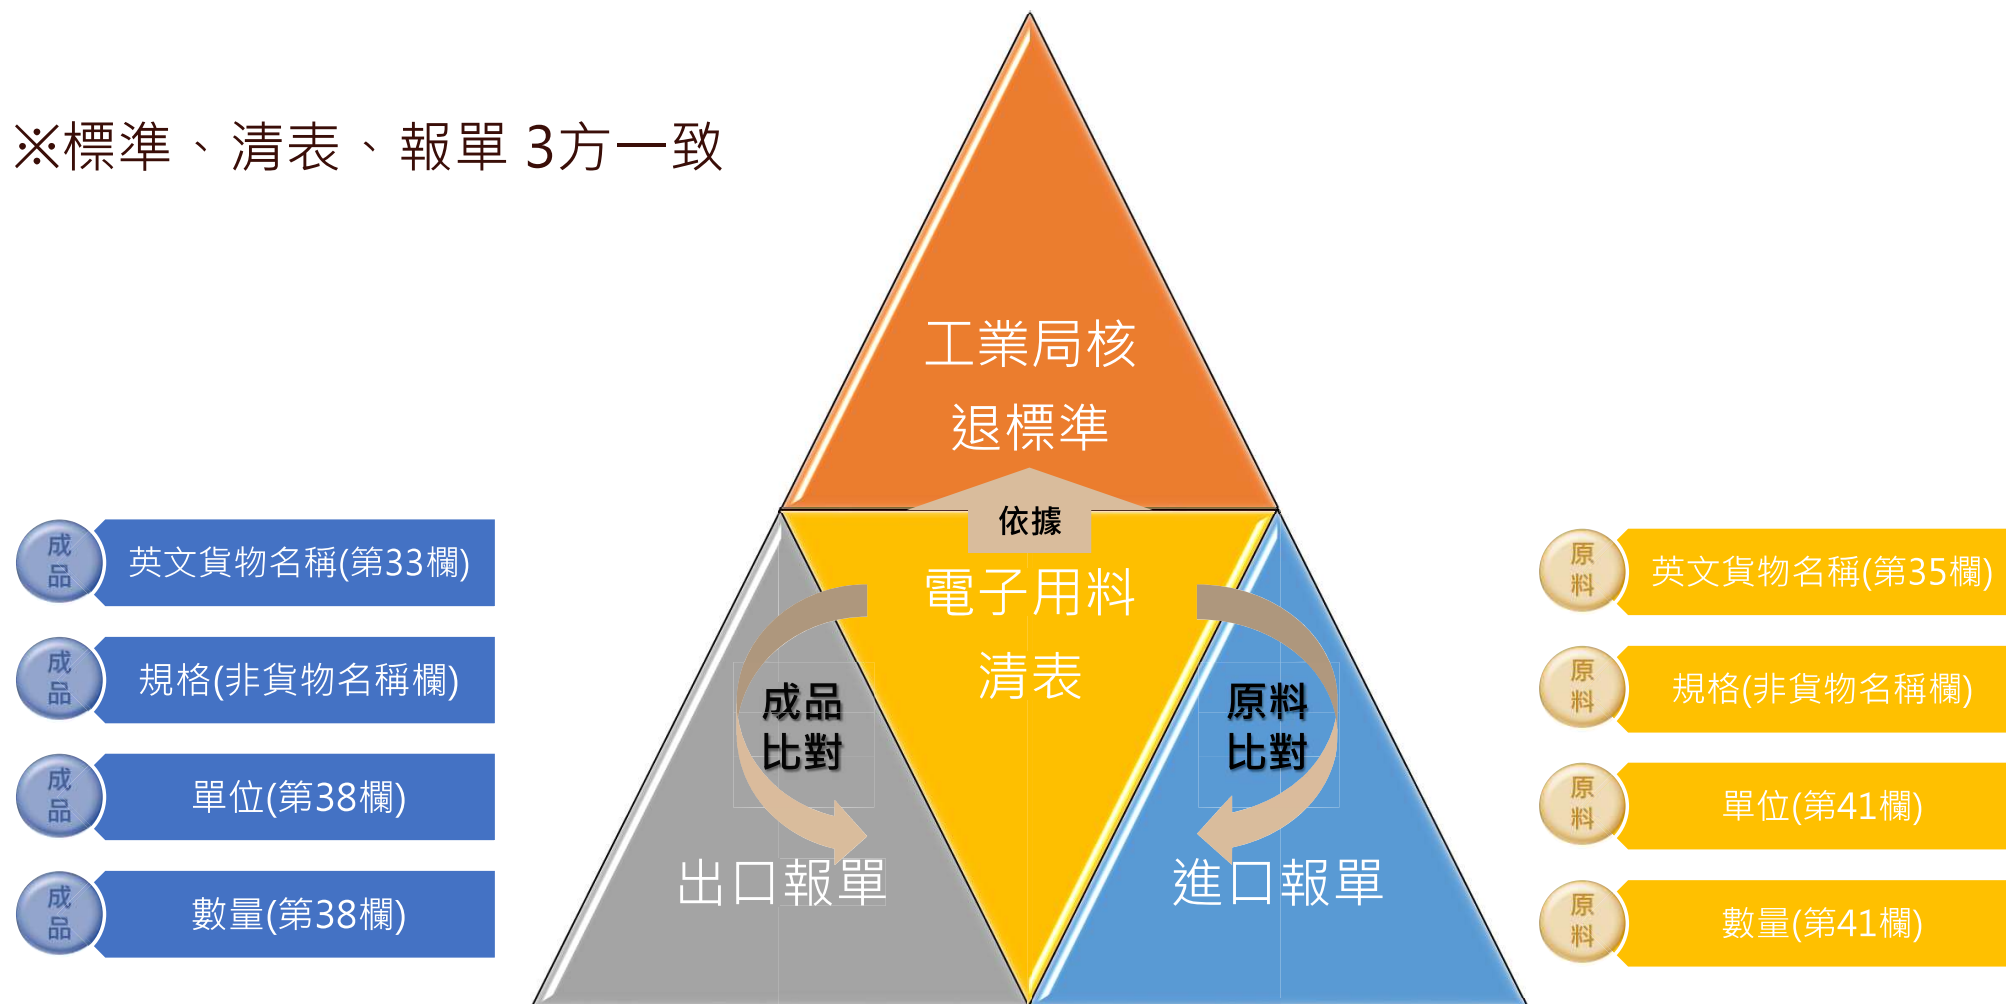 ※標準、清表、報單 3方一致
工業局核
退標準
依據
電子用料
清表
成品
比對
原料
比對
出口報單
進口報單
成
品
英文貨物名稱(第33欄)
成
品
規格(非貨物名稱欄)
成
品
單位(第38欄)
成
品
數量(第38欄)
原
料
英文貨物名稱(第35欄)
原
料
規格(非貨物名稱欄)
原
料
單位(第41欄)
原
料
數量(第41欄)